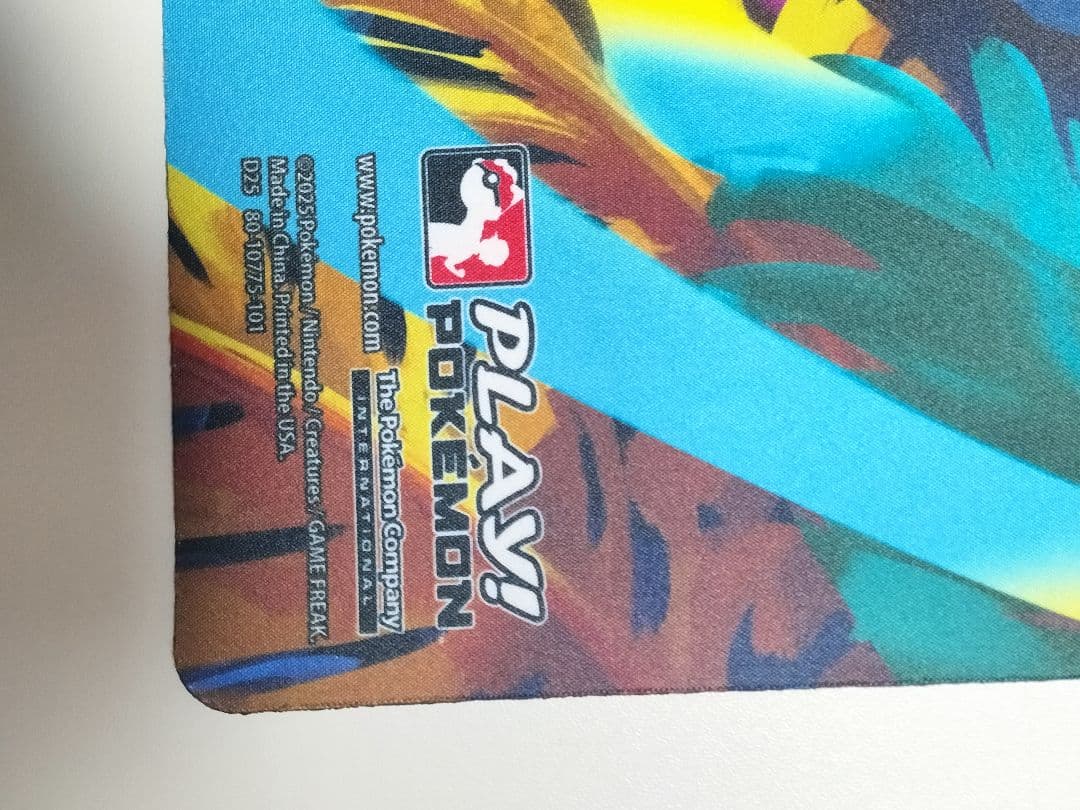 PLAY!
POKÉMON
www.pokemon.com
The Pokémon Company
INTERNATIONAL
©2025 Pokémon / Nintendo / Creatures / GAME FREAK.
Made in China. Printed in the USA.
D25 80-10775-101